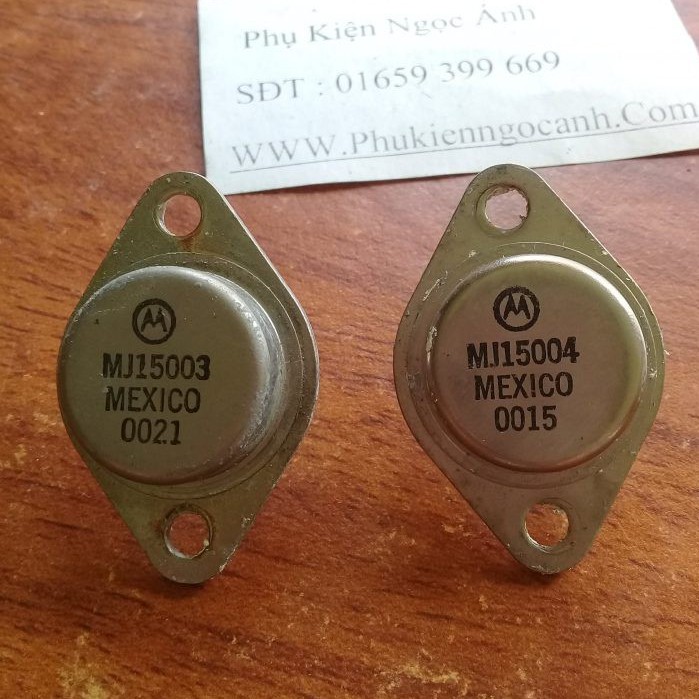 Phụ Kiện Ngọc Ánh
SĐT : 01659 399 669
WWW.Phukienngocanh.Com
MJ15003
MEXICO
0021
MJ15004
MEXICO
0015